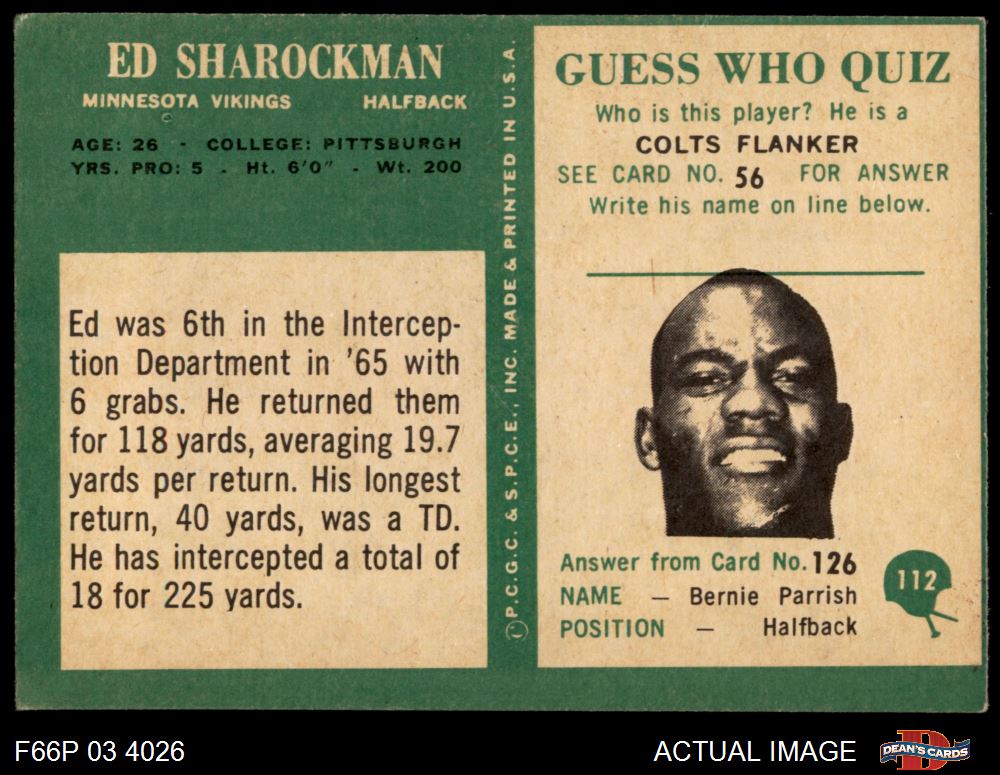 ED SHAROCKMAN
MINNESOTA VIKINGS HALFBACK
AGE: 26 - COLLEGE: PITTSBURGH
YRS. PRO: 5 - Ht. 6'0" - Wt. 200
Ed was 6th in the Intercep-
tion Department in '65 with
6 grabs. He returned them
for 118 yards, averaging 19.7
yards per return. His longest
return, 40 yards, was a TD.
He has intercepted a total of
18 for 225 yards.
©P.C.G.C. & S.P.C.E., INC. MADE & PRINTED IN U.S.A.
GUESS WHO QUIZ
Who is this player? He is a
COLTS FLANKER
SEE CARD NO. 56 FOR ANSWER
Write his name on line below.
Answer from Card No. 126
NAME — Bernie Parrish
POSITION — Halfback
112
F66P 03 4026
ACTUAL IMAGE
D
DEAN'S CARDS